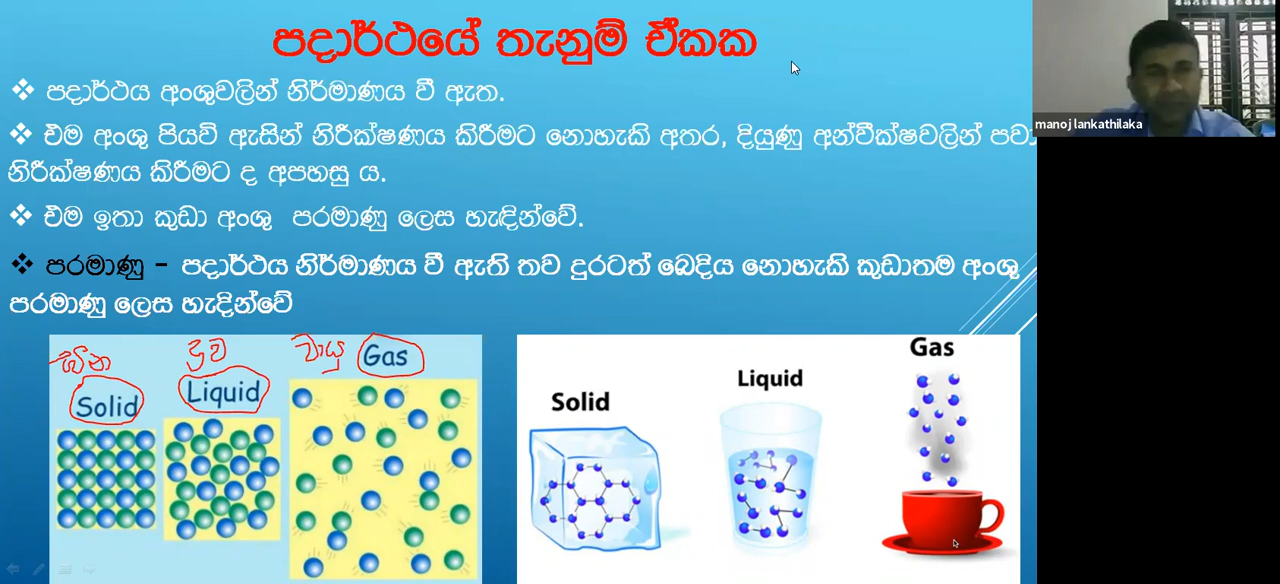 පදාර්ථයේ තැනුම් ඒකක
❖ පදාර්ථය අංශුවලින් නිර්මාණය වී ඇත.
❖ එම අංශු පියවි ඇසින් නිරීක්ෂණය කිරීමට නොහැකි අතර, දියුණු අන්වීක්ෂවලින් පවා
නිරීක්ෂණය කිරීමට ද අපහසු ය.
❖ එම ඉතා කුඩා අංශු පරමාණු ලෙස හැඳින්වේ.
❖ පරමාණු – පදාර්ථය නිර්මාණය වී ඇති තව දුරටත් බෙදිය නොහැකි කුඩාතම අංශු
පරමාණු ලෙස හැදින්වේ
manoj lankathilaka
ඝන ද්‍රව වායු
Solid Liquid Gas
Solid Liquid Gas